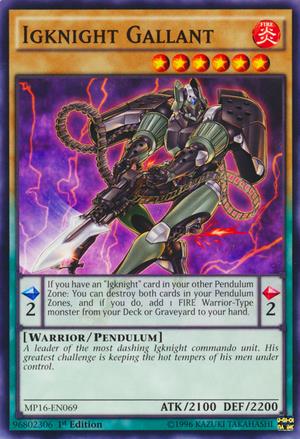 IGKNIGHT GALLANT
FIRE
炎
If you have an "Igknight" card in your other Pendulum
Zone: You can destroy both cards in your Pendulum
Zones, and if you do, add 1 FIRE Warrior-Type
monster from your Deck or Graveyard to your hand.
2
2
[WARRIOR/PENDULUM]
A leader of the most dashing Igknight commando unit. His
greatest challenge is keeping the hot tempers of his men under
control.
MP16-EN069
ATK/2100 DEF/2200
96802306
1st Edition
©1996 KAZUKI TAKAHASHI